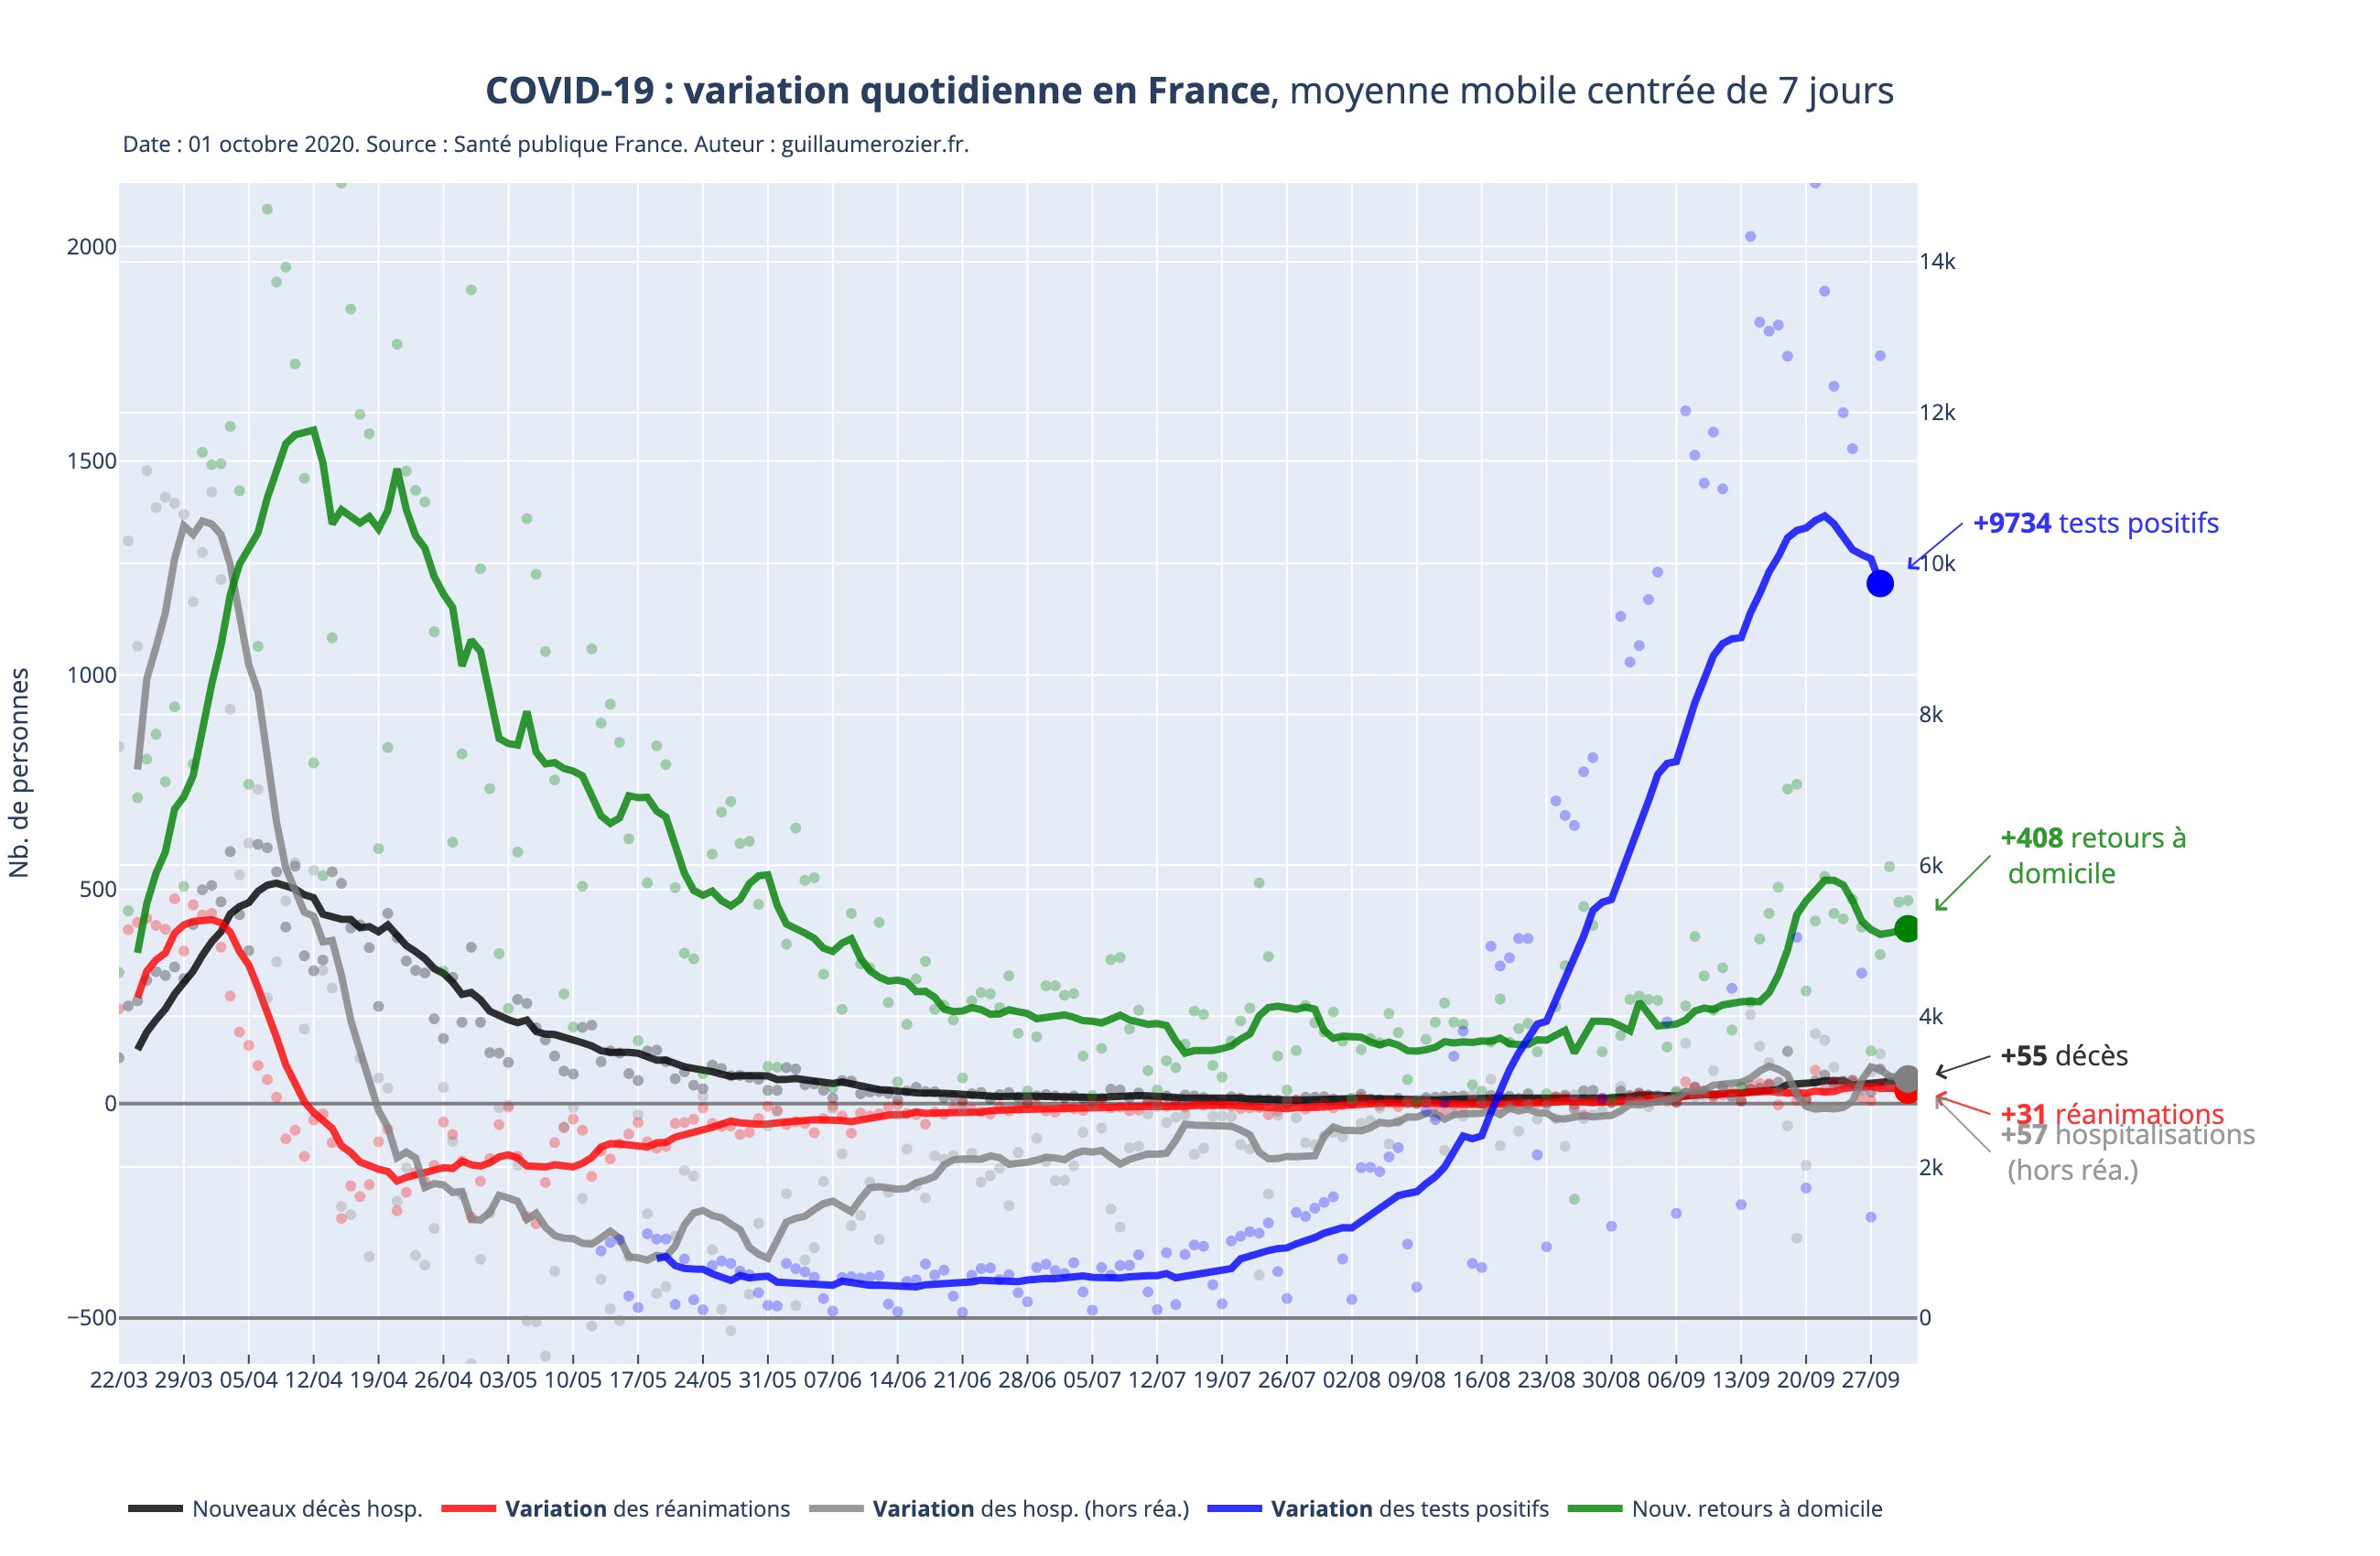 COVID-19 : variation quotidienne en France, moyenne mobile centrée de 7 jours
Date : 01 octobre 2020. Source : Santé publique France. Auteur : guillaumerozier.fr.
Nb. de personnes
2000
1500
1000
500
0
−500
14k
12k
10k
8k
6k
4k
2k
0
+9734 tests positifs
+408 retours à
domicile
+55 décès
+31 réanimations
+57 hospitalisations
(hors réa.)
22/03 29/03 05/04 12/04 19/04 26/04 03/05 10/05 17/05 24/05 31/05 07/06 14/06 21/06 28/06 05/07 12/07 19/07 26/07 02/08 09/08 16/08 23/08 30/08 06/09 13/09 20/09 27/09
Nouveaux décès hosp. Variation des réanimations Variation des hosp. (hors réa.) Variation des tests positifs Nouv. retours à domicile